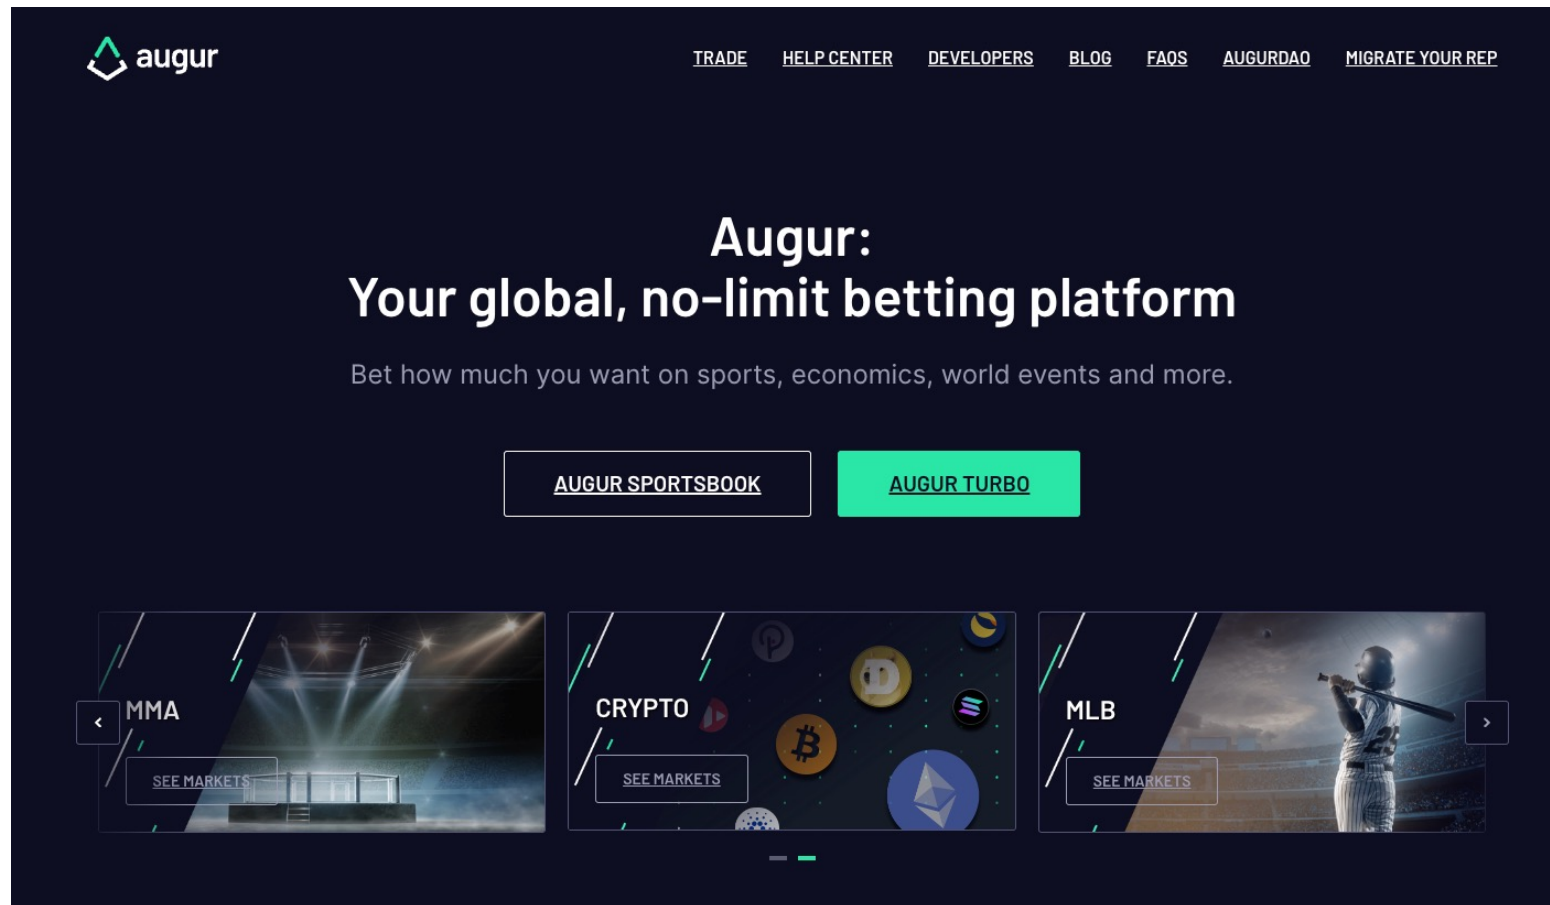 augur
TRADE HELP CENTER DEVELOPERS BLOG FAQS AUGURDAO MIGRATE YOUR REP
Augur:
Your global, no-limit betting platform
Bet how much you want on sports, economics, world events and more.
AUGUR SPORTSBOOK AUGUR TURBO
MMA CRYPTO MLB
SEE MARKETS SEE MARKETS SEE MARKETS